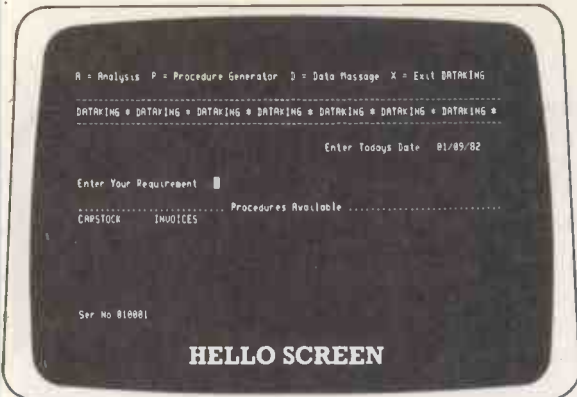 A = Analysis P = Procedure Generator D = Data Massage X = Exit DATAKING
DATAKING * DATAKING * DATAKING * DATAKING * DATAKING * DATAKING * DATAKING *
Enter Todays Date 01/09/82
Enter Your Requirement
Procedures Available
CARSTOCK INVOICES
Ser No 010001
HELLO SCREEN